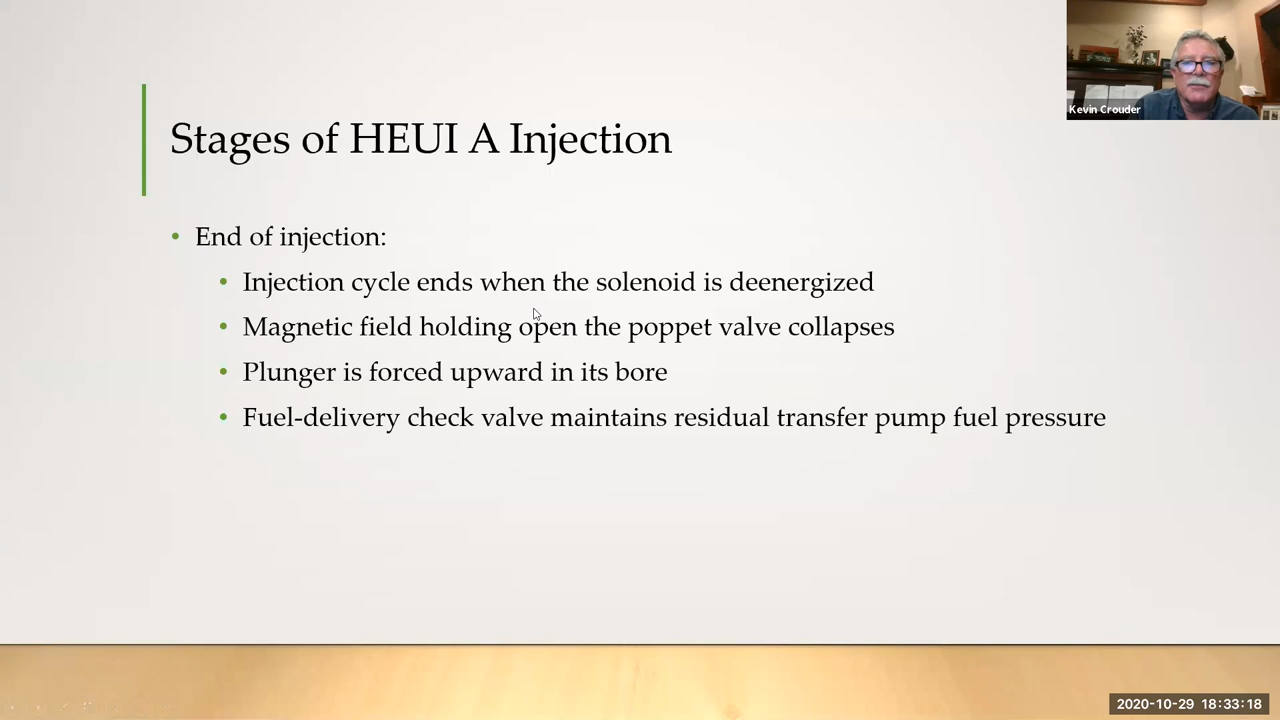 Kevin Crouder
Stages of HEUI A Injection
• End of injection:
• Injection cycle ends when the solenoid is deenergized
• Magnetic field holding open the poppet valve collapses
• Plunger is forced upward in its bore
• Fuel-delivery check valve maintains residual transfer pump fuel pressure
2020-10-29 18:33:18